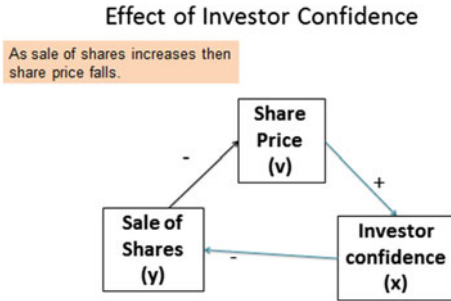 Effect of Investor Confidence
As sale of shares increases then
share price falls.
Share
Price
(v)
-
+
Sale of
Shares
(y)
-
Investor
confidence
(x)